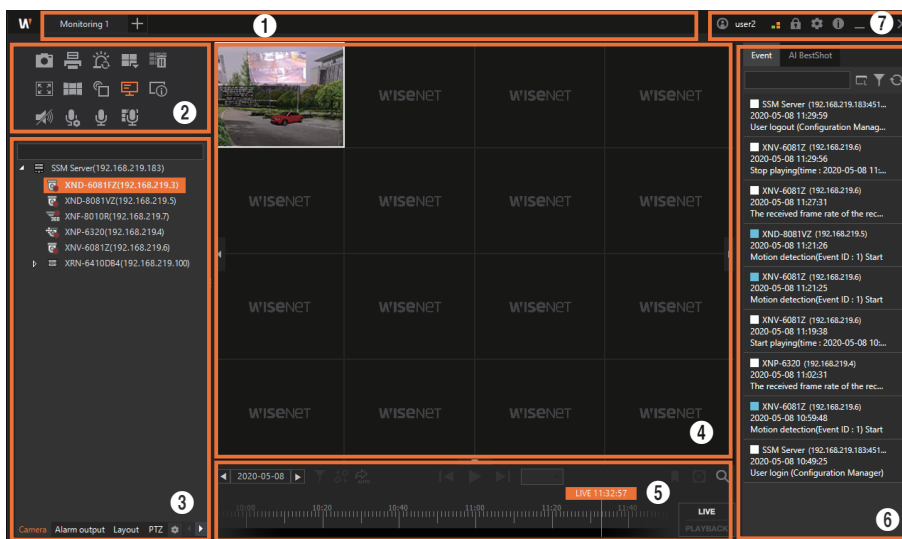 W
Monitoring 1
1
user2
7
2
SSM Server(192.168.219.183)
XND-6081FZ(192.168.219.3)
XND-8081VZ(192.168.219.5)
XNF-8010R(192.168.219.7)
XNP-6320(192.168.219.4)
XNV-6081Z(192.168.219.6)
XRN-6410DB4(192.168.219.100)
3
Camera Alarm output Layout PTZ
WISENET WISENET WISENET
WISENET WISENET WISENET WISENET
WISENET WISENET WISENET WISENET
WISENET WISENET WISENET WISENET
4
2020-05-08
AUTO
LIVE 11:32:57
5
10:00 10:20 10:40 11:00 11:20 11:40
LIVE
PLAYBACK
Event AI BestShot
SSM Server (192.168.219.183:451...
2020-05-08 11:29:59
User logout (Configuration Manag...
XNV-6081Z (192.168.219.6)
2020-05-08 11:29:56
Stop playing(time : 2020-05-08 11:...
XNV-6081Z (192.168.219.6)
2020-05-08 11:27:31
The received frame rate of the rec...
XND-8081VZ (192.168.219.5)
2020-05-08 11:21:26
Motion detection(Event ID : 1) Start
XNV-6081Z (192.168.219.6)
2020-05-08 11:21:25
Motion detection(Event ID : 1) Start
XNV-6081Z (192.168.219.6)
2020-05-08 11:19:38
Start playing(time : 2020-05-08 10:...
XNP-6320 (192.168.219.4)
2020-05-08 11:02:31
The received frame rate of the rec...
XNV-6081Z (192.168.219.6)
2020-05-08 10:59:48
Motion detection(Event ID : 1) Start
SSM Server (192.168.219.183:451...
2020-05-08 10:49:25
User login (Configuration Manager)
6